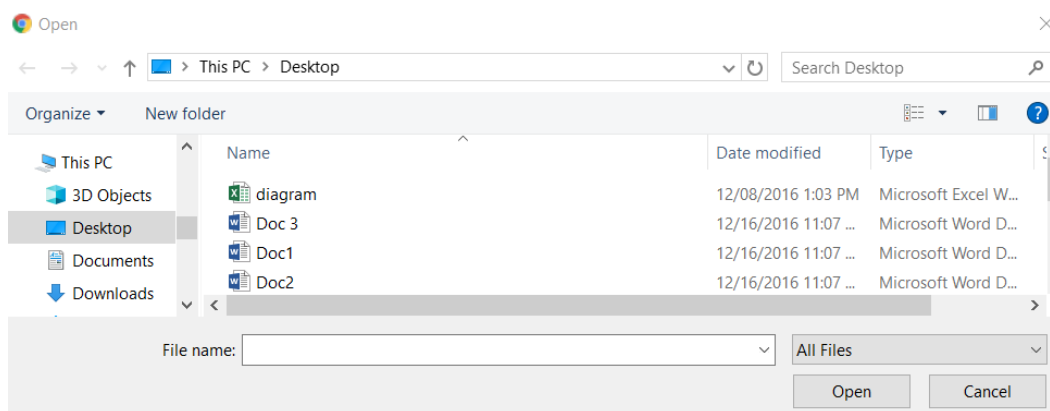 Open
This PC > Desktop
Search Desktop
Organize
New folder
?
This PC
3D Objects
Desktop
Documents
Downloads
Name Date modified Type
diagram 12/08/2016 1:03 PM Microsoft Excel W...
Doc 3 12/16/2016 11:07 ... Microsoft Word D...
Doc1 12/16/2016 11:07 ... Microsoft Word D...
Doc2 12/16/2016 11:07 ... Microsoft Word D...
File name:
All Files
Open Cancel